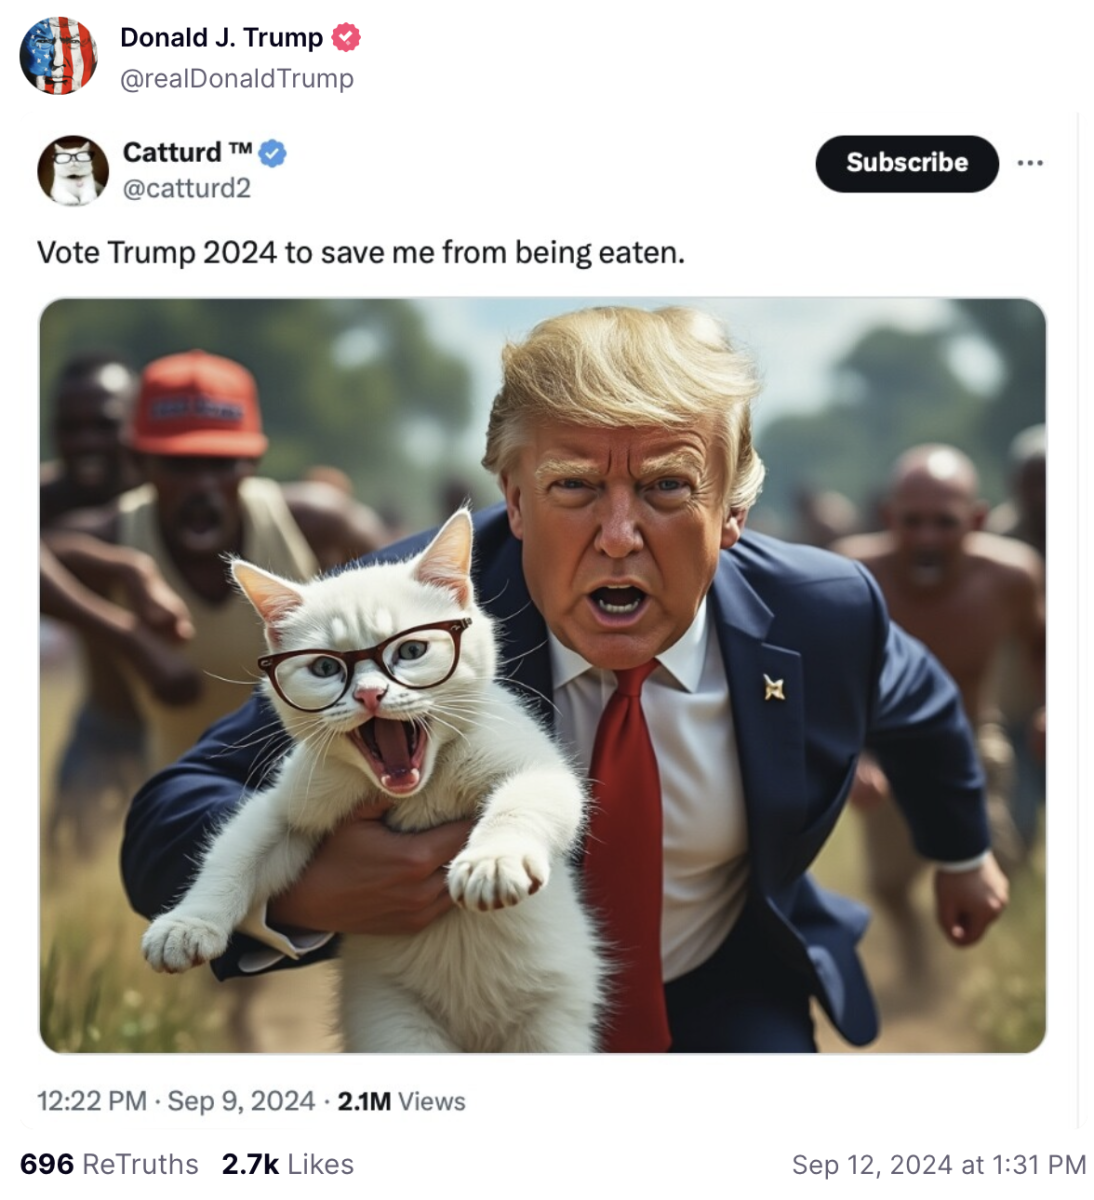 Donald J. Trump
@realDonaldTrump
Catturd ™
@catturd2
Subscribe
Vote Trump 2024 to save me from being eaten.
12:22 PM · Sep 9, 2024 · 2.1M Views
696 ReTruths 2.7k Likes
Sep 12, 2024 at 1:31 PM